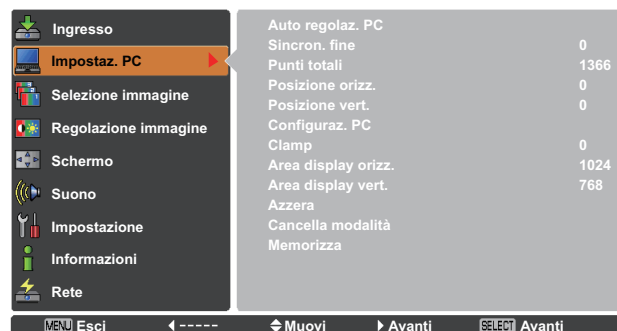 Ingresso
Impostaz. PC
Selezione immagine
Regolazione immagine
Schermo
Suono
Impostazione
Informazioni
Rete
Auto regolaz. PC
Sincron. fine 0
Punti totali 1366
Posizione orizz. 0
Posizione vert. 0
Configuraz. PC
Clamp 0
Area display orizz. 1024
Area display vert. 768
Azzera
Cancella modalità
Memorizza
MENU Esci ----- Muovi Avanti SELECT Avanti